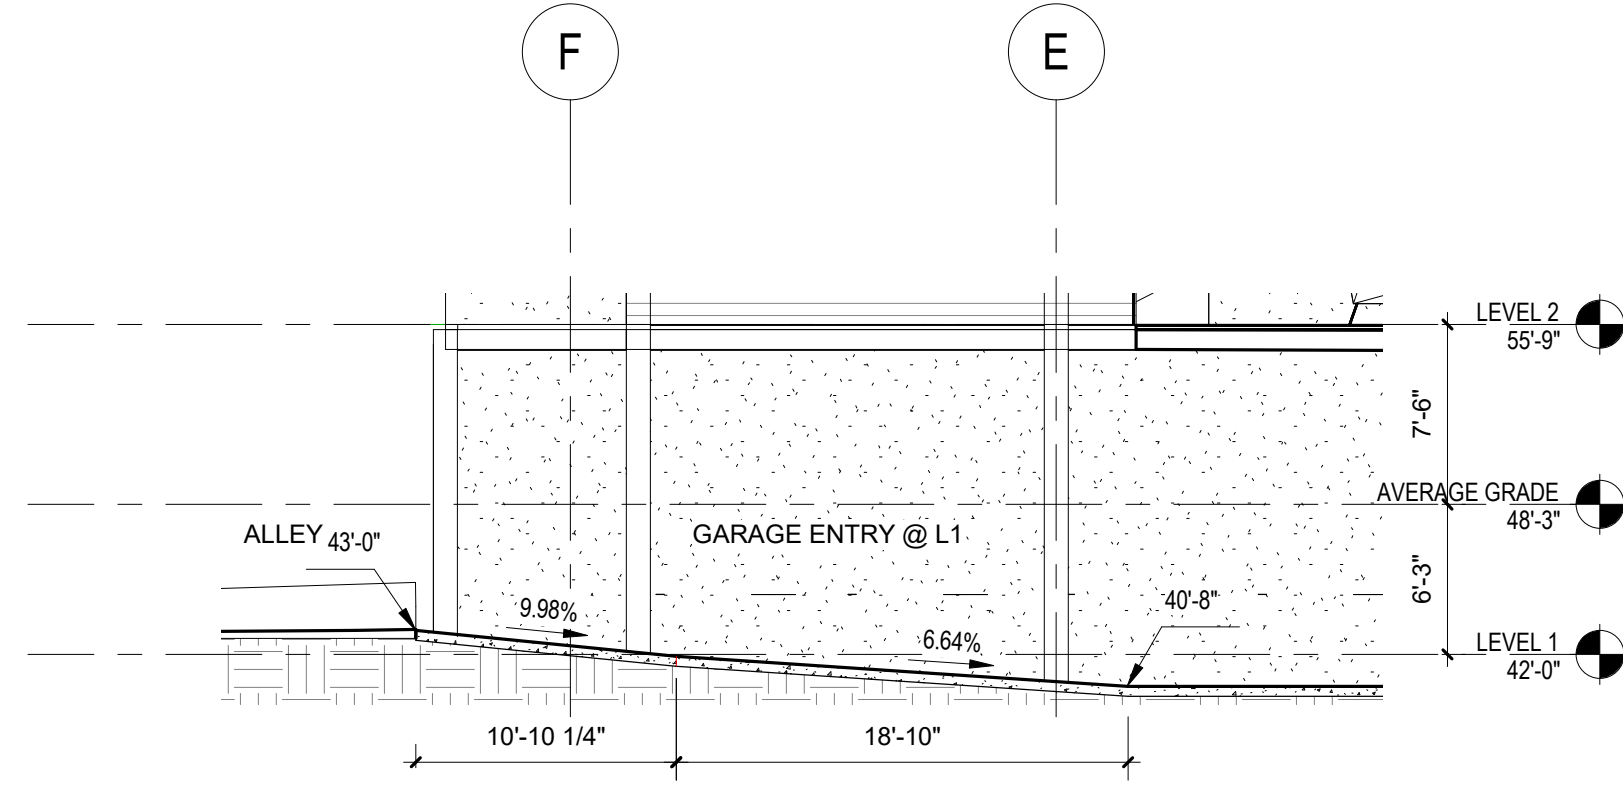 F
E
LEVEL 2
55'-9"
7'-6"
AVERAGE GRADE
48'-3"
ALLEY 43'-0"
GARAGE ENTRY @ L1
6'-3"
9.98%
40'-8"
6.64%
LEVEL 1
42'-0"
10'-10 1/4"
18'-10"